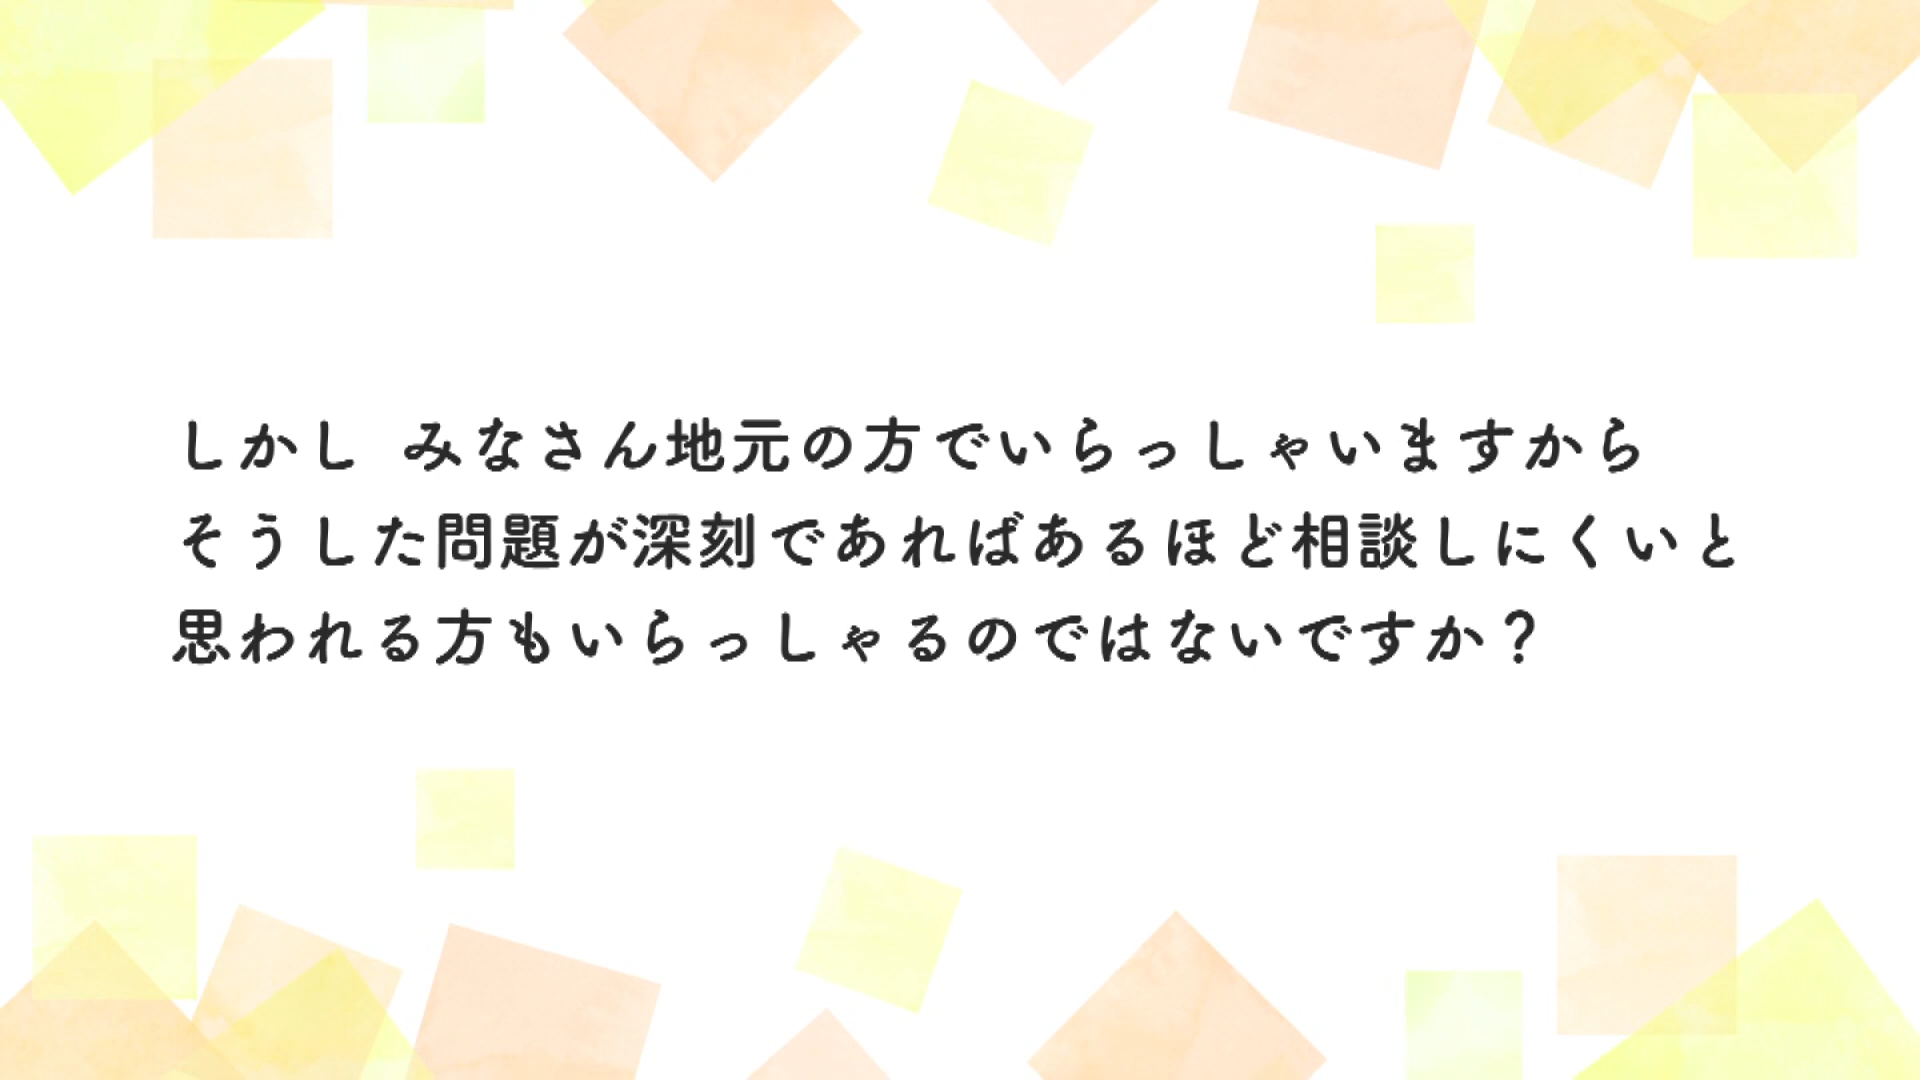 しかし みなさん地元の方でいらっしゃいますから
そうした問題が深刻であればあるほど相談しにくいと
思われる方もいらっしゃるのではないですか？